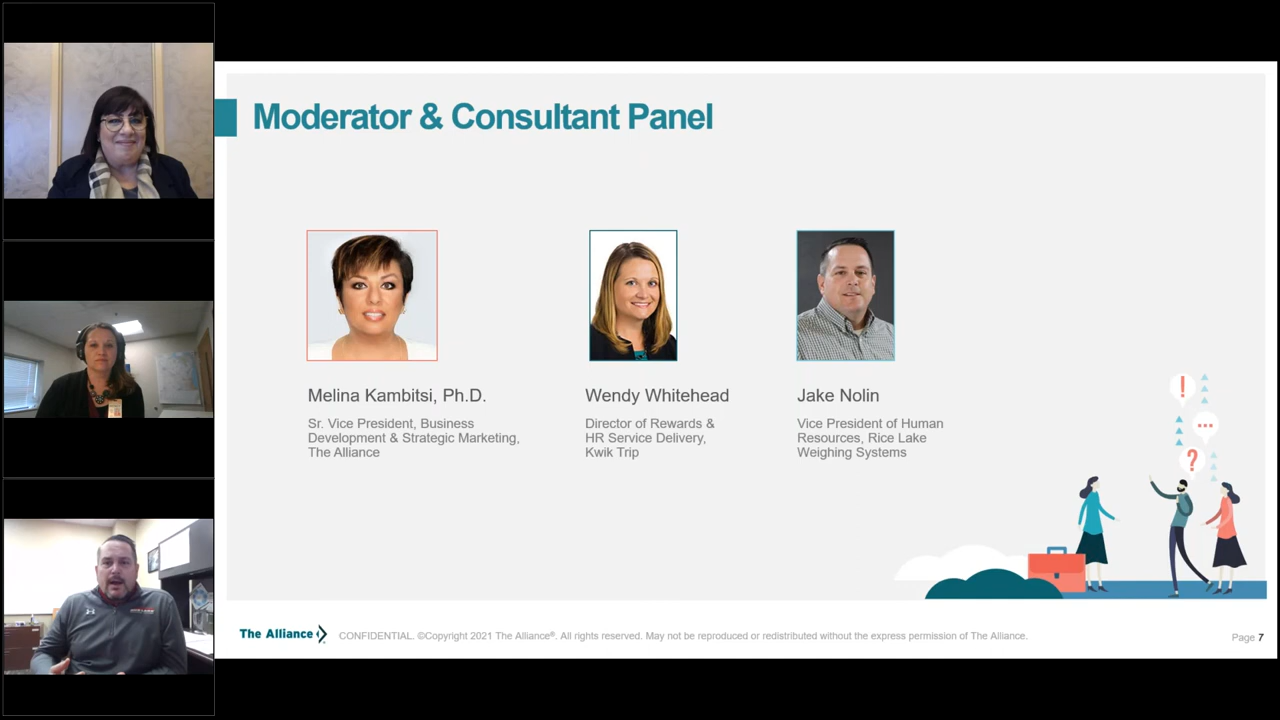 Moderator & Consultant Panel
Melina Kambitsi, Ph.D.
Sr. Vice President, Business
Development & Strategic Marketing,
The Alliance
Wendy Whitehead
Director of Rewards &
HR Service Delivery,
Kwik Trip
Jake Nolin
Vice President of Human
Resources, Rice Lake
Weighing Systems
!
...
?
The Alliance
CONFIDENTIAL. ©Copyright 2021 The Alliance®. All rights reserved. May not be reproduced or redistributed without the express permission of The Alliance.
Page 7